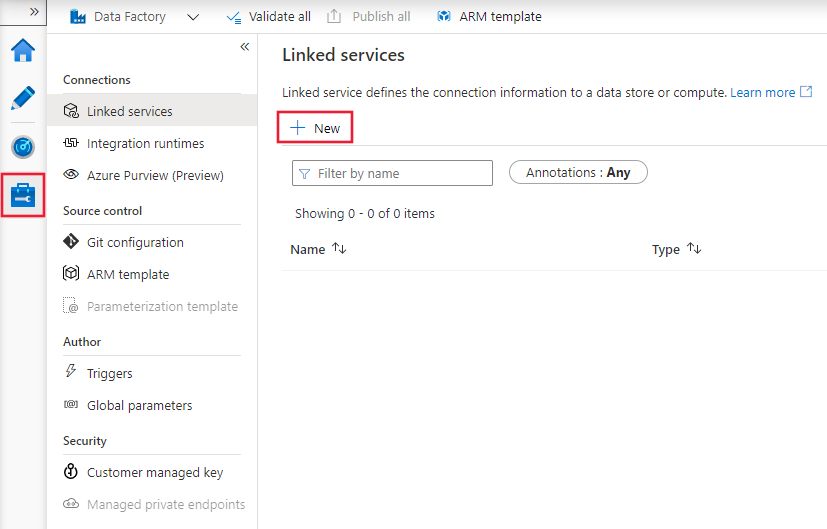 »
Data Factory
Validate all
Publish all
ARM template
«
Connections
Linked services
Integration runtimes
Azure Purview (Preview)
Source control
Git configuration
ARM template
Parameterization template
Author
Triggers
Global parameters
Security
Customer managed key
Managed private endpoints
Linked services
Linked service defines the connection information to a data store or compute. Learn more
New
Filter by name
Annotations : Any
Showing 0 - 0 of 0 items
Name
Type